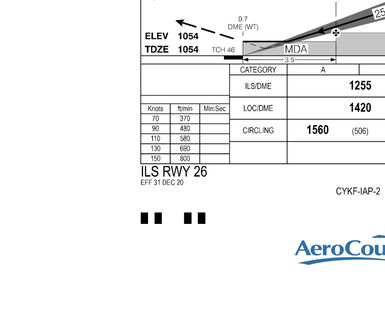 0.7
DME (WT)
25
ELEV 1054
TDZE 1054
TCH 46'
MDA
3.5
CATEGORY A
ILS/DME 1255
LOC/DME 1420
CIRCLING 1560 (506)
Knots ft/min Min:Sec
70 370
90 480
110 580
130 690
150 800
ILS RWY 26
EFF 31 DEC 20
CYKF-IAP-2
AeroCou